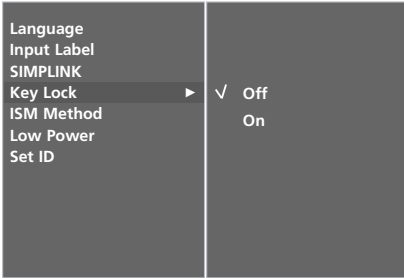 Language
Input Label
SIMPLINK
Key Lock
ISM Method
Low Power
Set ID
Off
On